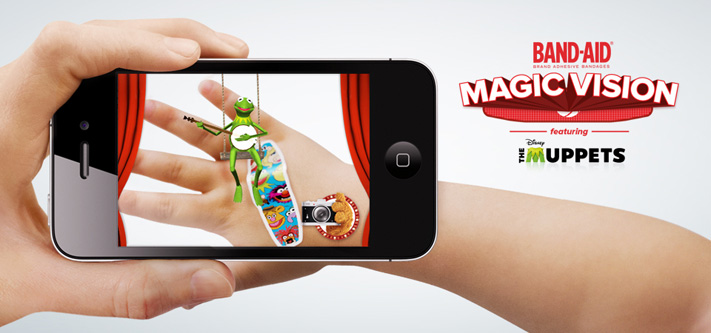 BAND-AID®
BRAND ADHESIVE BANDAGES
MAGIC VISION
featuring
Disney
THE MUPPETS